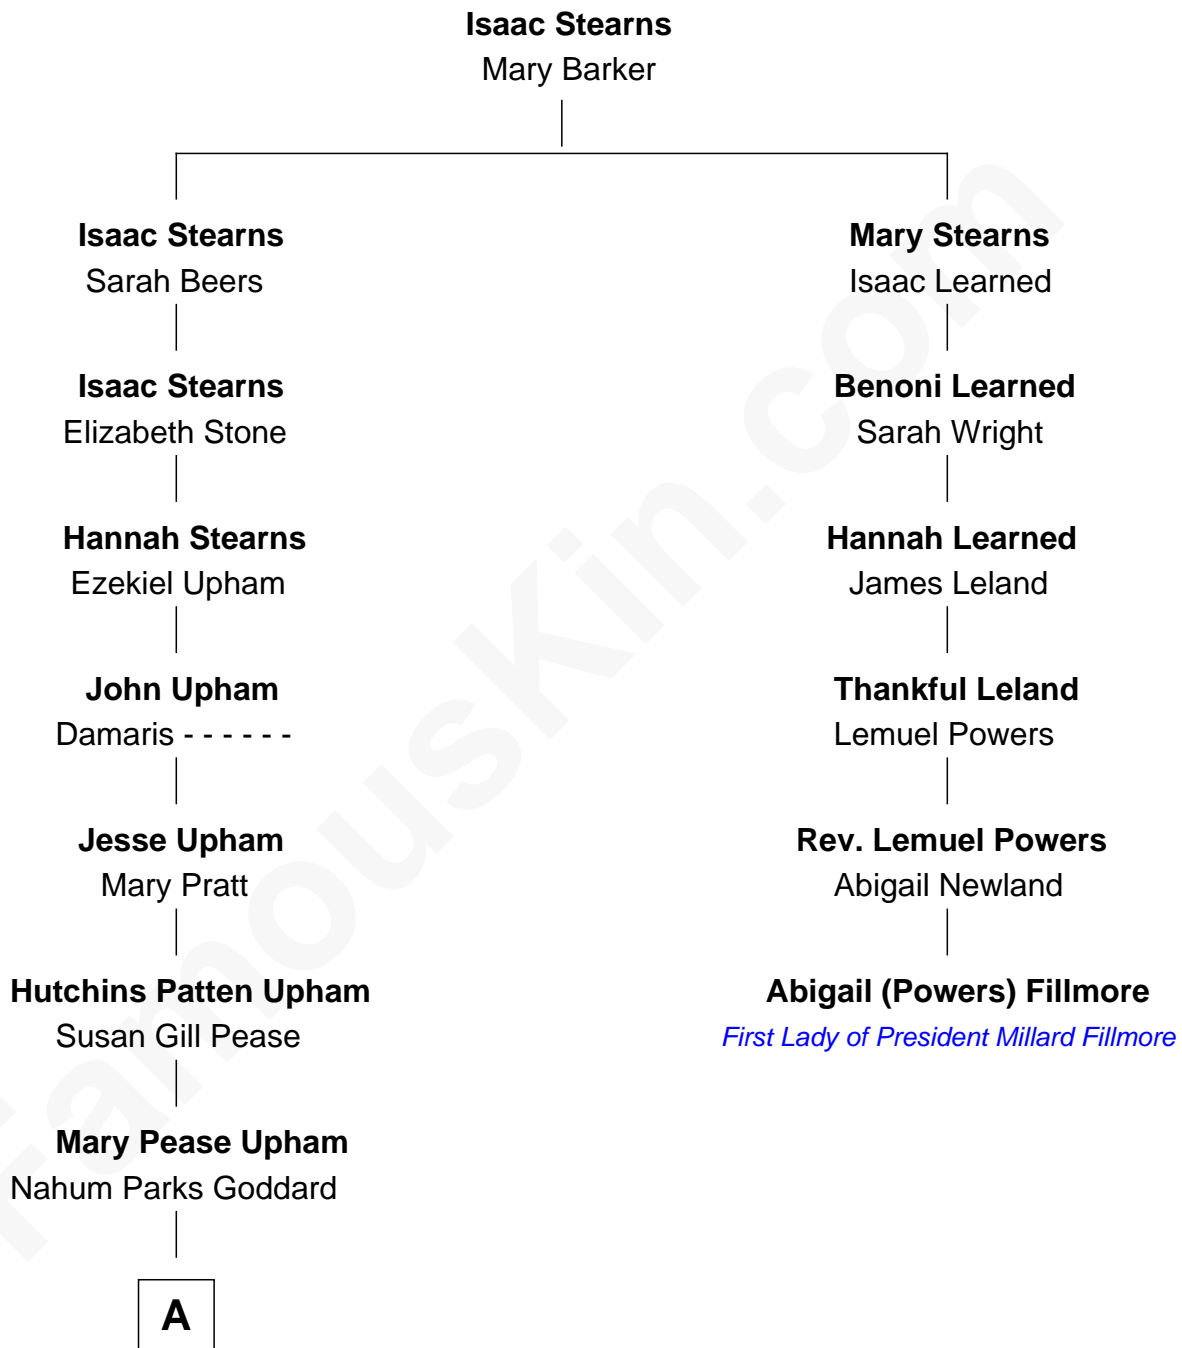 Isaac Stearns
Mary Barker
Isaac Stearns
Sarah Beers
Mary Stearns
Isaac Learned
Isaac Stearns
Elizabeth Stone
Benoni Learned
Sarah Wright
Hannah Stearns
Ezekiel Upham
Hannah Learned
James Leland
John Upham
Damaris - - - - - -
Thankful Leland
Lemuel Powers
Jesse Upham
Mary Pratt
Rev. Lemuel Powers
Abigail Newland
Hutchins Patten Upham
Susan Gill Pease
Abigail (Powers) Fillmore
First Lady of President Millard Fillmore
Mary Pease Upham
Nahum Parks Goddard
A
FamousKin.com